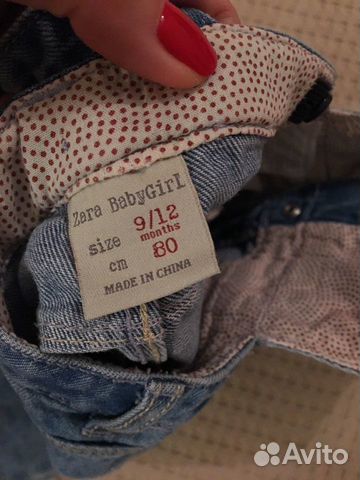 Zara BabyGirl
size 9/12
months
cm 80
MADE IN CHINA
Avito